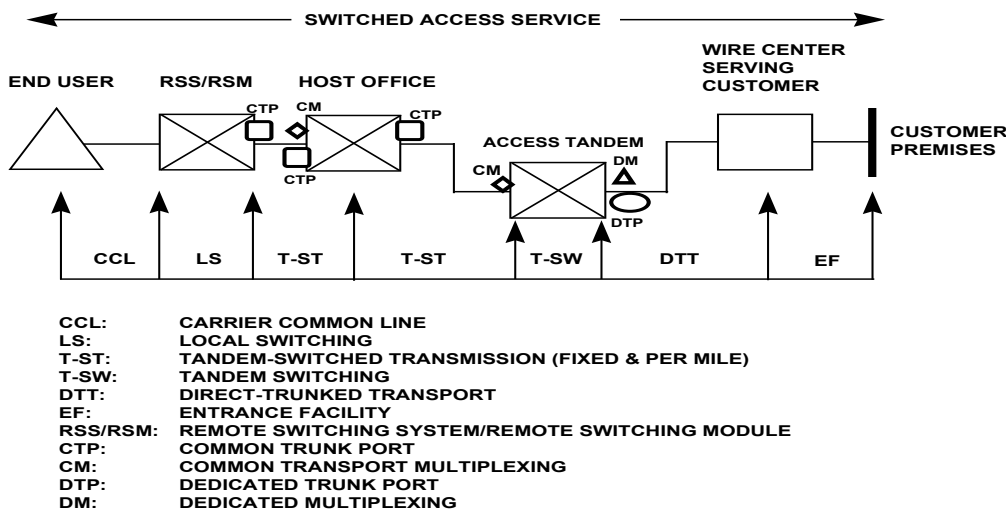 SWITCHED ACCESS SERVICE
WIRE CENTER
SERVING
CUSTOMER
END USER
RSS/RSM
HOST OFFICE
CTP
CM
CTP
CTP
ACCESS TANDEM
CUSTOMER
PREMISES
CM
DM
DTP
CCL
LS
T-ST
T-ST
T-SW
DTT
EF
CCL: CARRIER COMMON LINE
LS: LOCAL SWITCHING
T-ST: TANDEM-SWITCHED TRANSMISSION (FIXED & PER MILE)
T-SW: TANDEM SWITCHING
DTT: DIRECT-TRUNKED TRANSPORT
EF: ENTRANCE FACILITY
RSS/RSM: REMOTE SWITCHING SYSTEM/REMOTE SWITCHING MODULE
CTP: COMMON TRUNK PORT
CM: COMMON TRANSPORT MULTIPLEXING
DTP: DEDICATED TRUNK PORT
DM: DEDICATED MULTIPLEXING